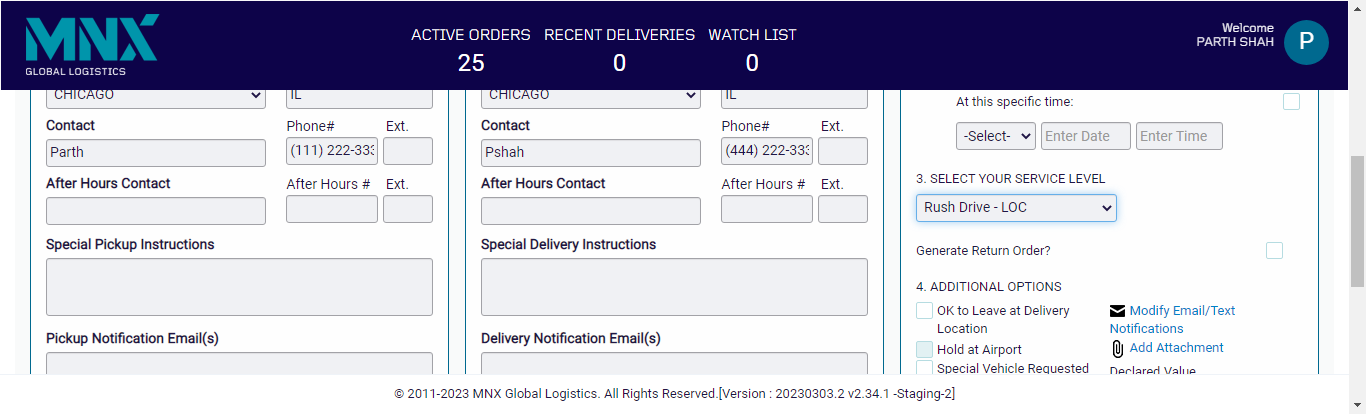 MNX
GLOBAL LOGISTICS
ACTIVE ORDERS RECENT DELIVERIES WATCH LIST
25 0 0
Welcome
PARTH SHAH
P
CHICAGO IL
Contact Phone# Ext.
Parth (111) 222-333
After Hours Contact After Hours # Ext.
Special Pickup Instructions
Pickup Notification Email(s)
CHICAGO IL
Contact Phone# Ext.
Pshah (444) 222-333
After Hours Contact After Hours # Ext.
Special Delivery Instructions
Delivery Notification Email(s)
At this specific time:
-Select- Enter Date Enter Time
3. SELECT YOUR SERVICE LEVEL
Rush Drive - LOC
Generate Return Order?
4. ADDITIONAL OPTIONS
OK to Leave at Delivery
Location
Hold at Airport
Special Vehicle Requested
Modify Email/Text
Notifications
Add Attachment
Declared Value
© 2011-2023 MNX Global Logistics. All Rights Reserved.[Version : 20230303.2 v2.34.1 -Staging-2]